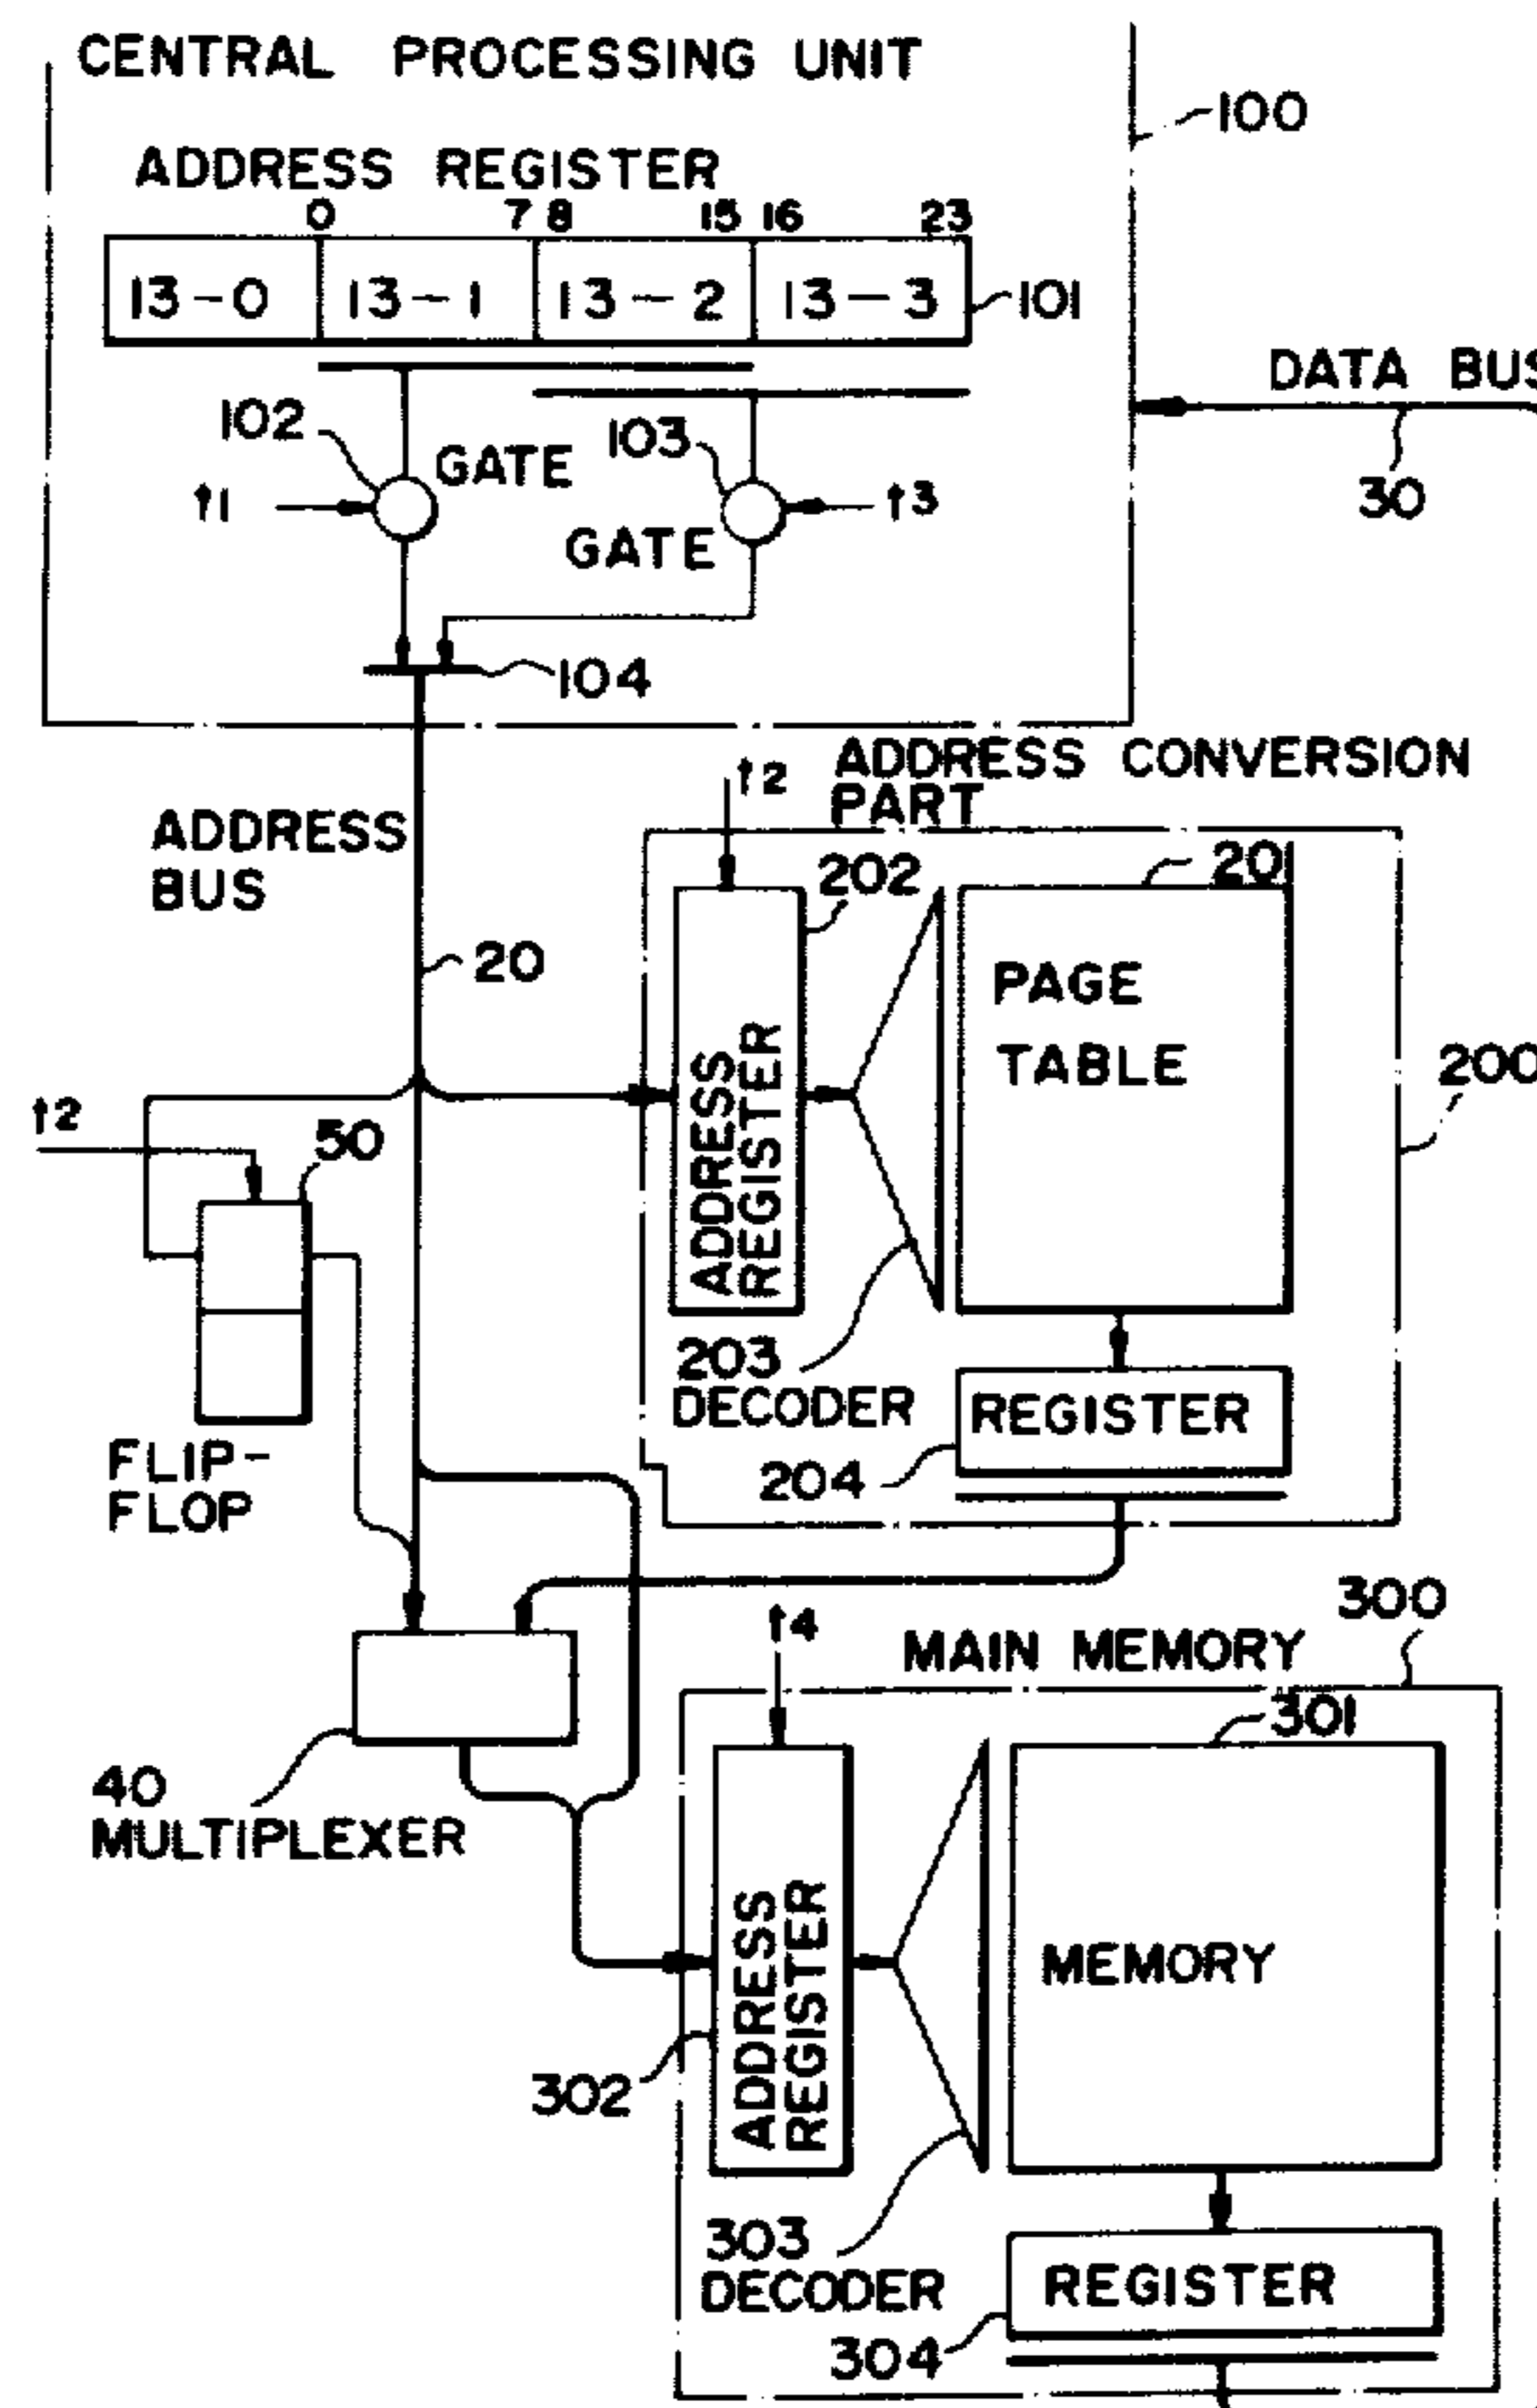 CENTRAL PROCESSING UNIT
100
ADDRESS REGISTER
0 7 8 15 16 23
13-0 13-1 13-2 13-3
101
DATA BUS
30
102
GATE
103
t1
t3
GATE
104
ADDRESS CONVERSION
PART
t2
ADDRESS
BUS
202
201
20
PAGE
TABLE
ADDRESS
REGISTER
200
t2
50
203
DECODER
REGISTER
204
FLIP-
FLOP
300
t4
MAIN MEMORY
301
40
MULTIPLEXER
ADDRESS
REGISTER
MEMORY
302
303
DECODER
REGISTER
304